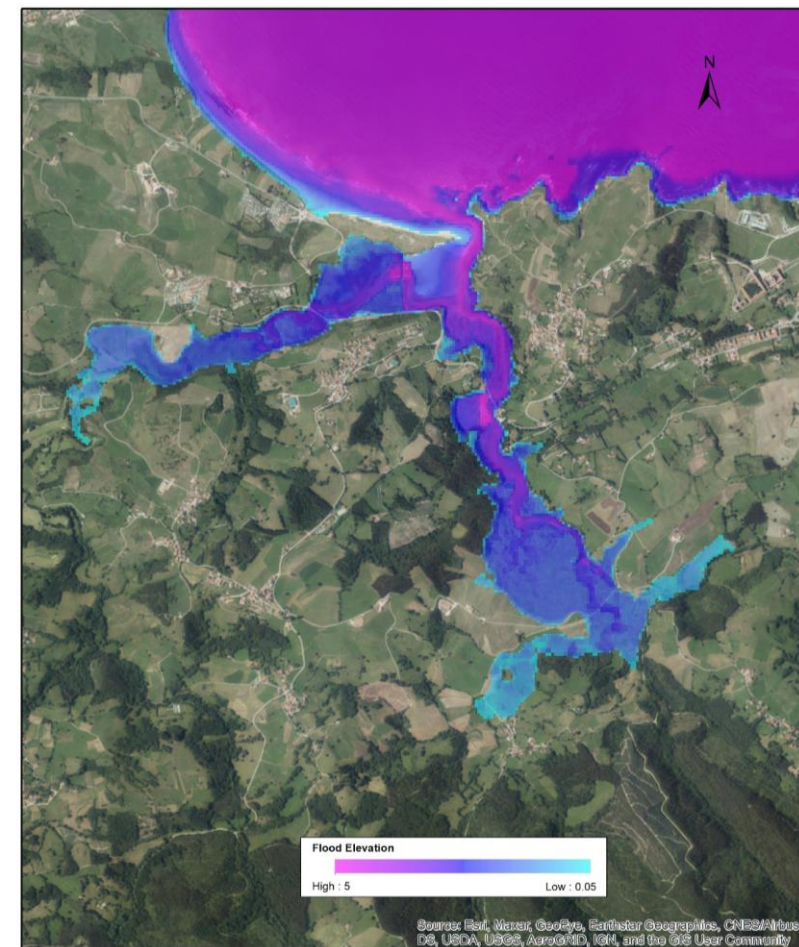 N
Flood Elevation
High : 5 Low : 0.05
Source: Esri, Maxar, GeoEye, Earthstar Geographics, CNES/Airbus
DS, USDA, USGS, AeroGRID, IGN, and the GIS User Community